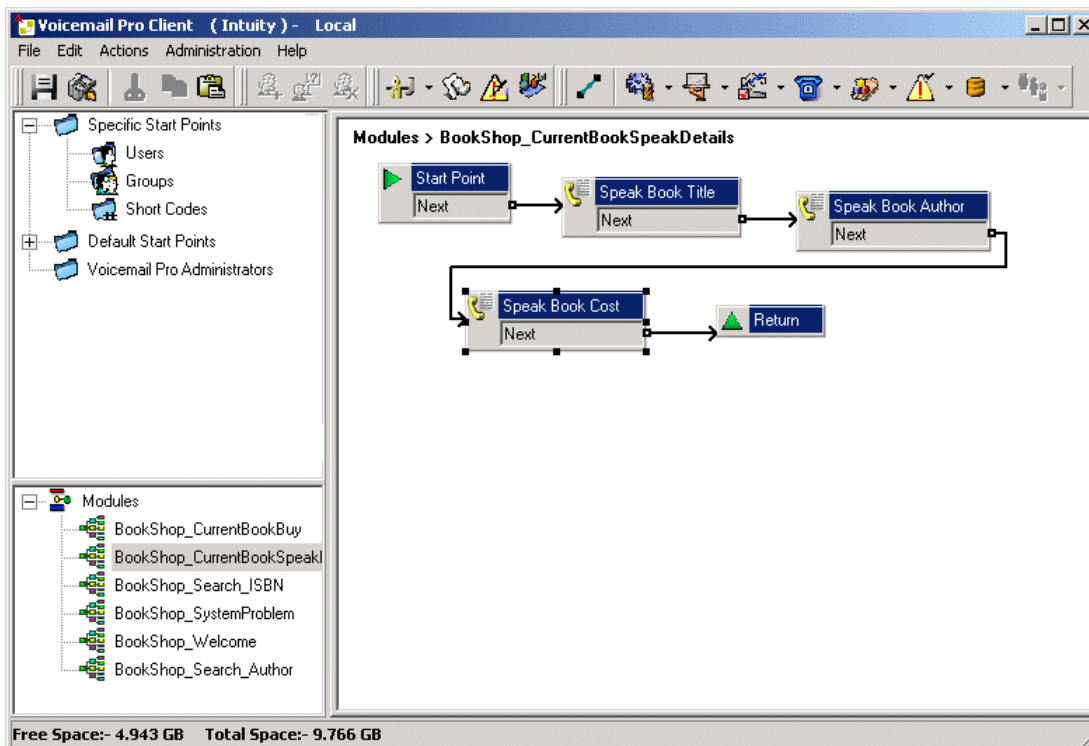 Voicemail Pro Client ( Intuity ) - Local
File Edit Actions Administration Help
Specific Start Points
Users
Groups
Short Codes
Default Start Points
Voicemail Pro Administrators
Modules > BookShop_CurrentBookSpeakDetails
Start Point
Next
Speak Book Title
Next
Speak Book Author
Next
Speak Book Cost
Next
Return
Modules
BookShop_CurrentBookBuy
BookShop_CurrentBookSpeak
BookShop_Search_ISBN
BookShop_SystemProblem
BookShop_Welcome
BookShop_Search_Author
Free Space:- 4.943 GB Total Space:- 9.766 GB